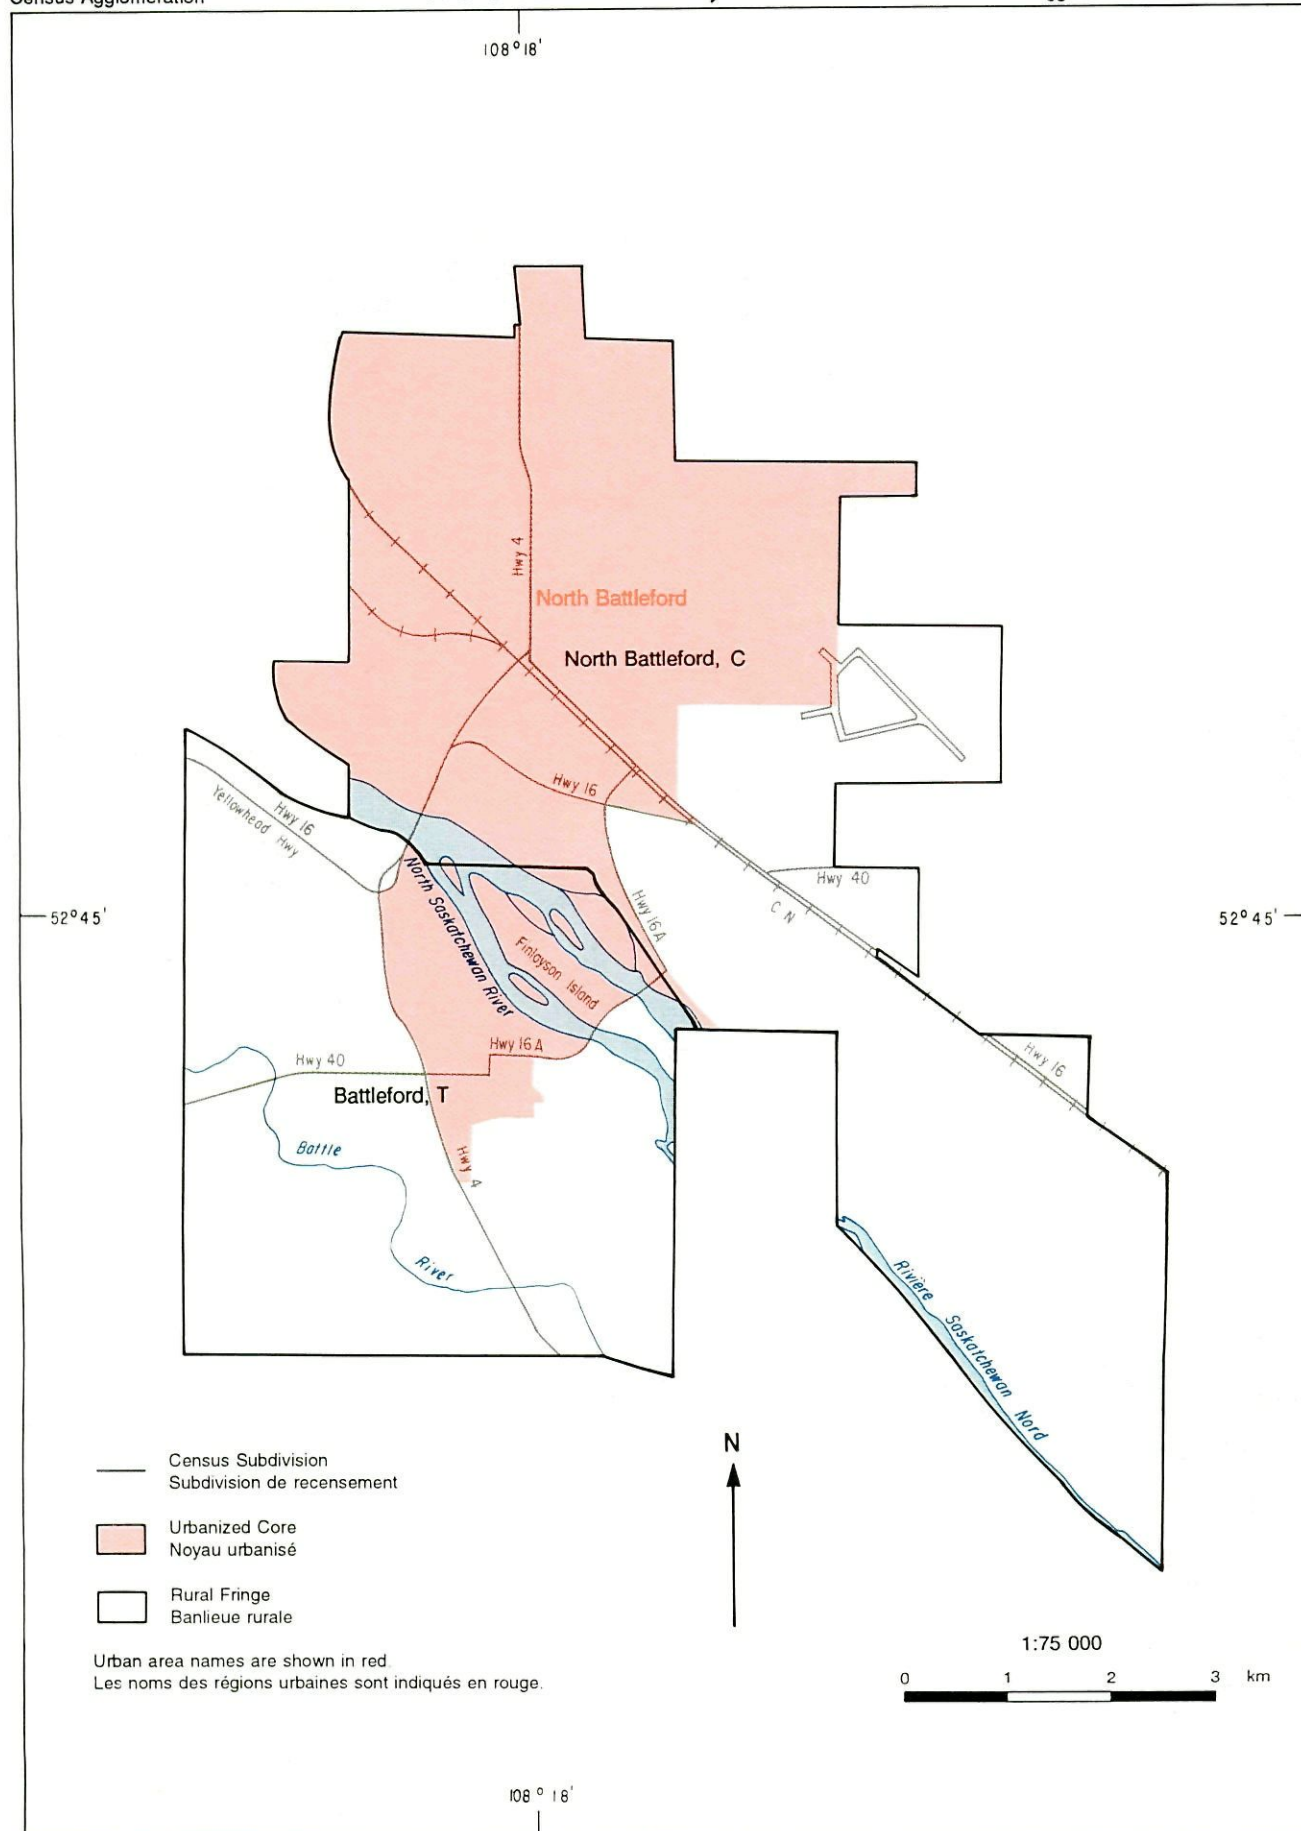 Census Agglomeration
108°18'
Hwy 4
North Battleford
North Battleford, C
Hwy 16
Hwy 16
Yellowhead Hwy
Hwy 40
C N
52°45'
52°45'
North Saskatchewan River
Hwy 16A
Finlayson Island
Hwy 16A
Hwy 40
Hwy 16
Battleford, T
Battle
Hwy 4
River
Rivière Saskatchewan Nord
N
Census Subdivision
Subdivision de recensement
Urbanized Core
Noyau urbanisé
Rural Fringe
Banlieue rurale
Urban area names are shown in red.
Les noms des régions urbaines sont indiqués en rouge.
1:75 000
0 1 2 3 km
108° 18'